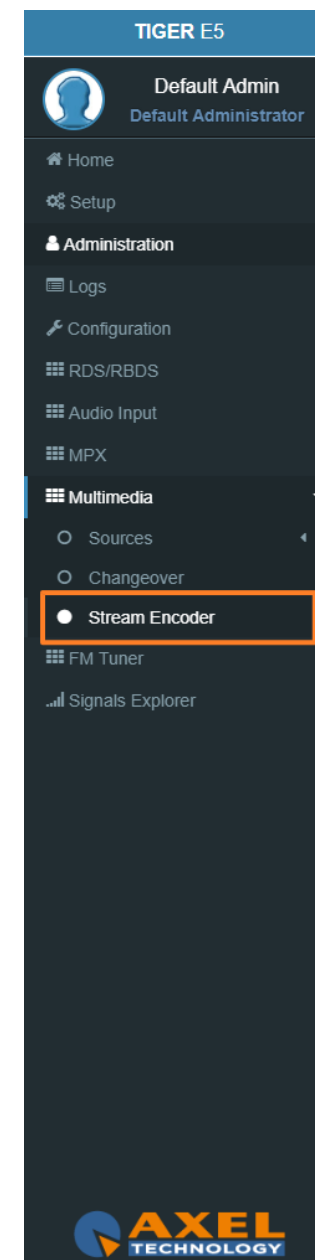 TIGER E5
Default Admin
Default Administrator
Home
Setup
Administration
Logs
Configuration
RDS/RBDS
Audio Input
MPX
Multimedia
Sources
Changeover
Stream Encoder
FM Tuner
Signals Explorer
AXEL
TECHNOLOGY